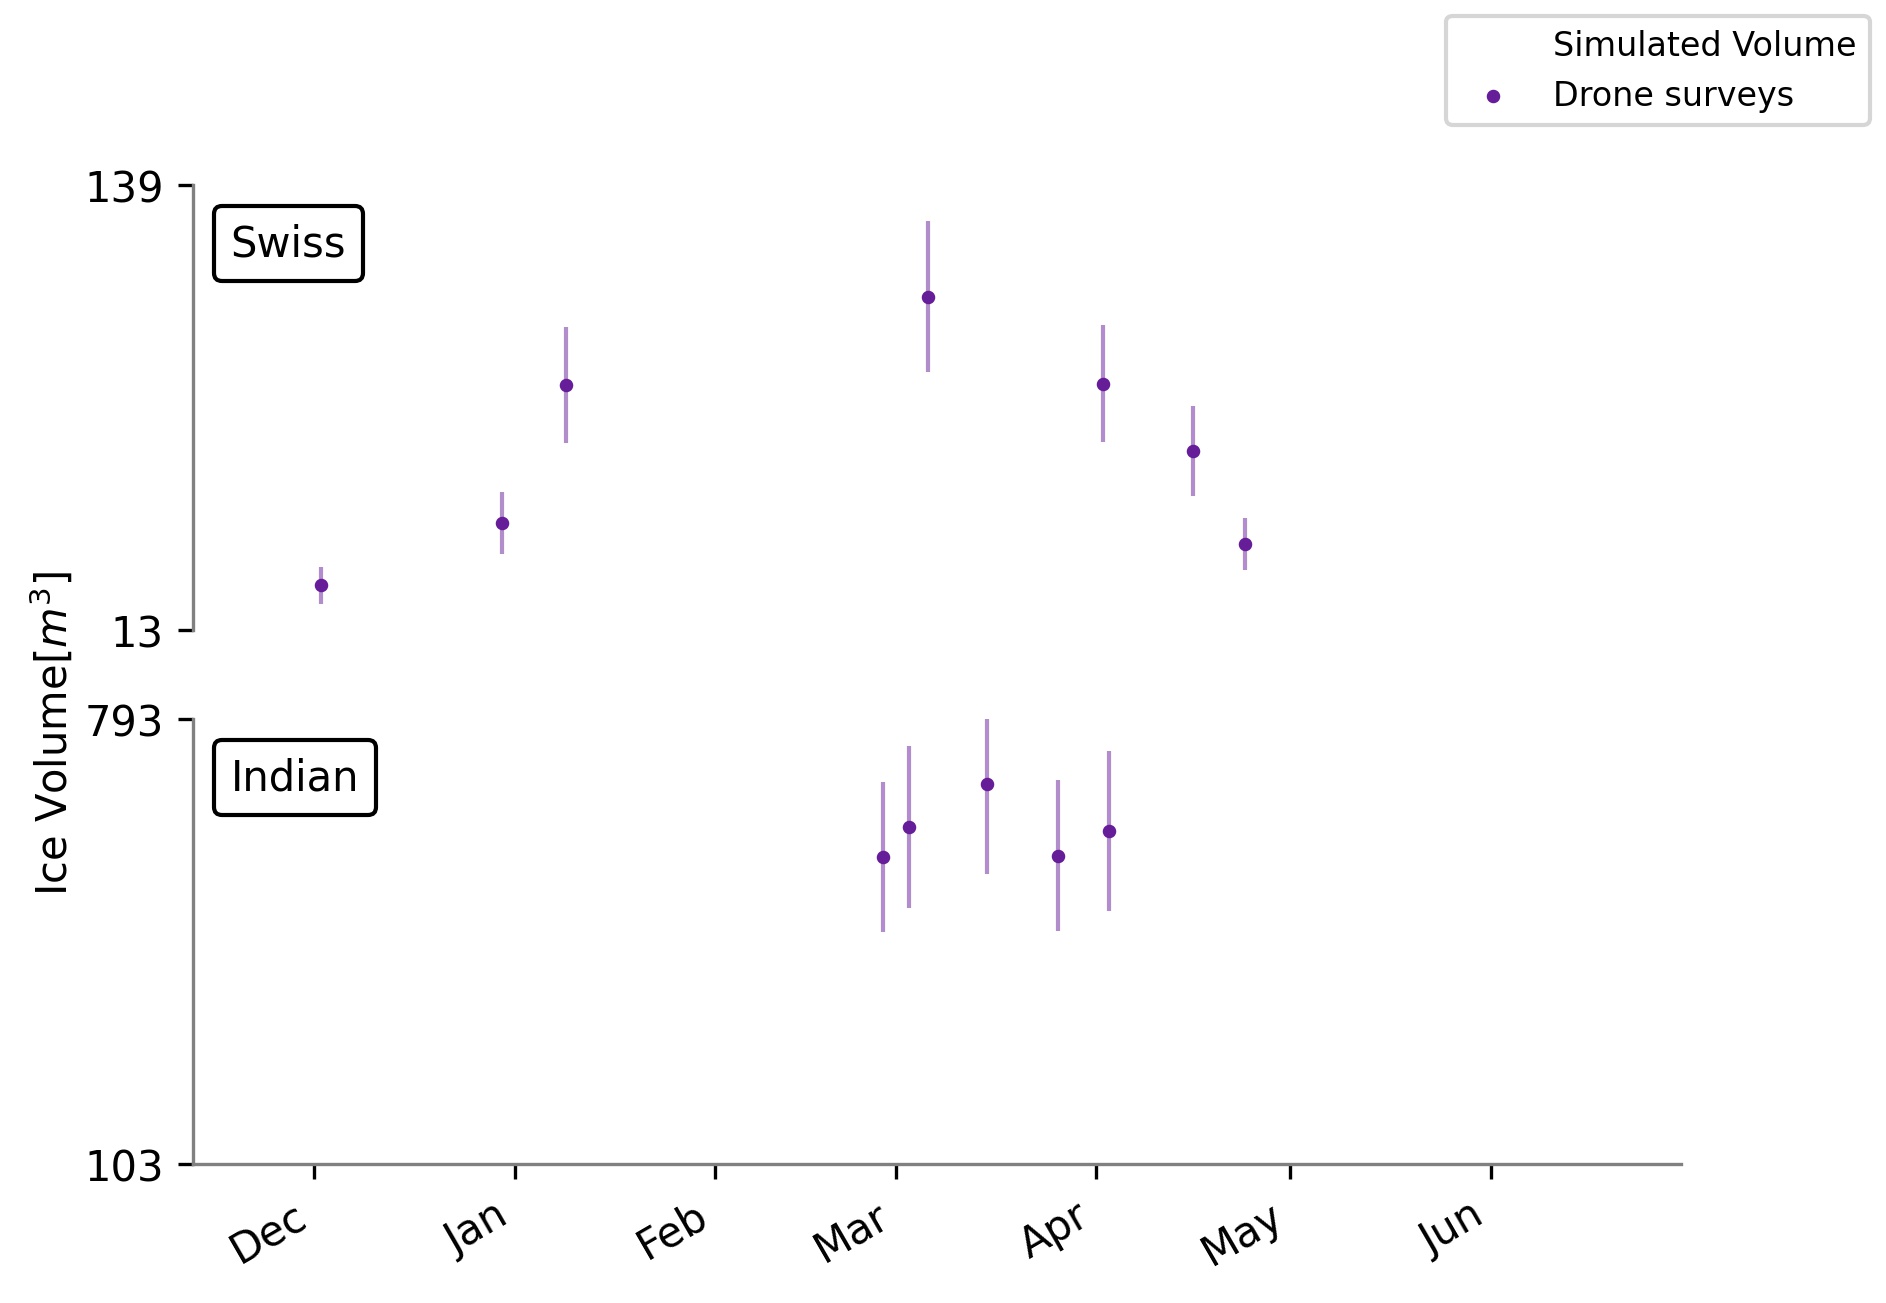 Simulated Volume
Drone surveys
139
Swiss
13
Ice Volume[m³]
793
Indian
103
Dec Jan Feb Mar Apr May Jun